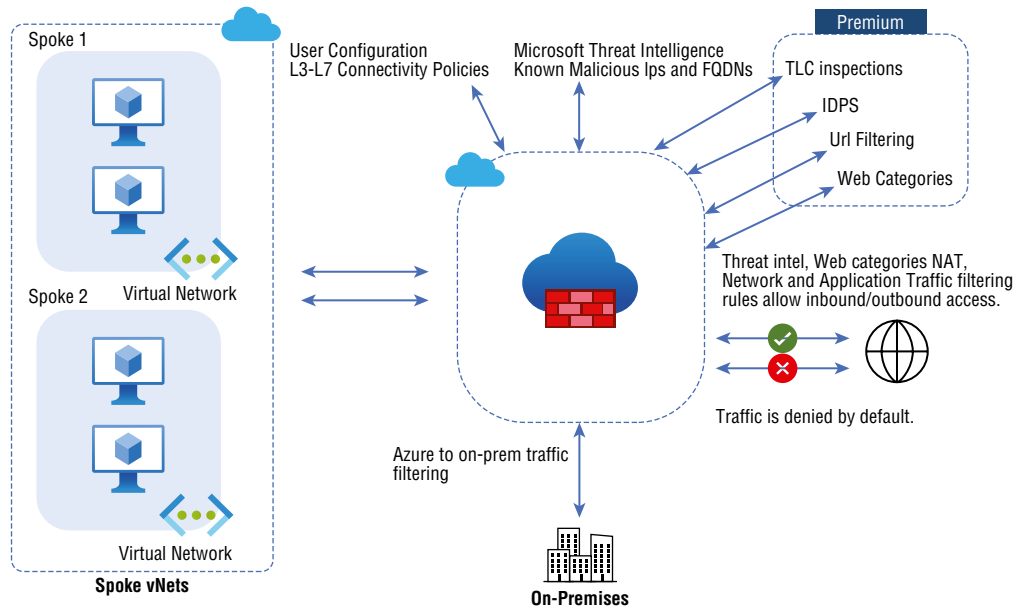 Spoke 1
Virtual Network
Spoke 2
Virtual Network
Spoke vNets
User Configuration
L3-L7 Connectivity Policies
Microsoft Threat Intelligence
Known Malicious Ips and FQDNs
Premium
TLC inspections
IDPS
Url Filtering
Web Categories
Threat intel, Web categories NAT,
Network and Application Traffic filtering
rules allow inbound/outbound access.
Traffic is denied by default.
Azure to on-prem traffic
filtering
On-Premises